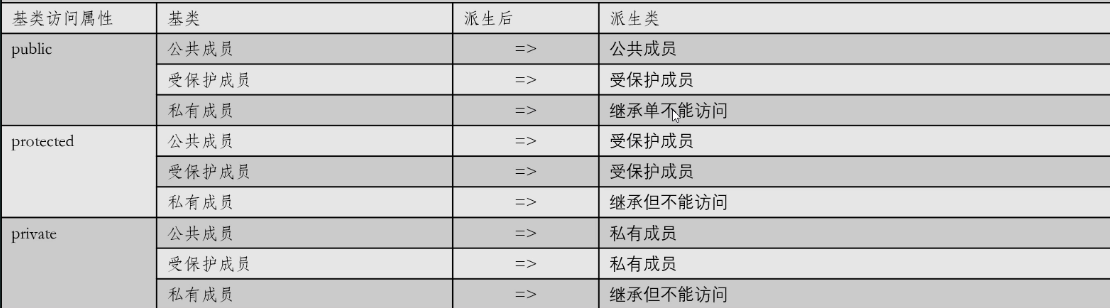 基类访问属性 基类 派生后 派生类
public 公共成员 => 公共成员
受保护成员 => 受保护成员
私有成员 => 继承单不能访问
protected 公共成员 => 受保护成员
受保护成员 => 受保护成员
私有成员 => 继承但不能访问
private 公共成员 => 私有成员
受保护成员 => 私有成员
私有成员 => 继承但不能访问